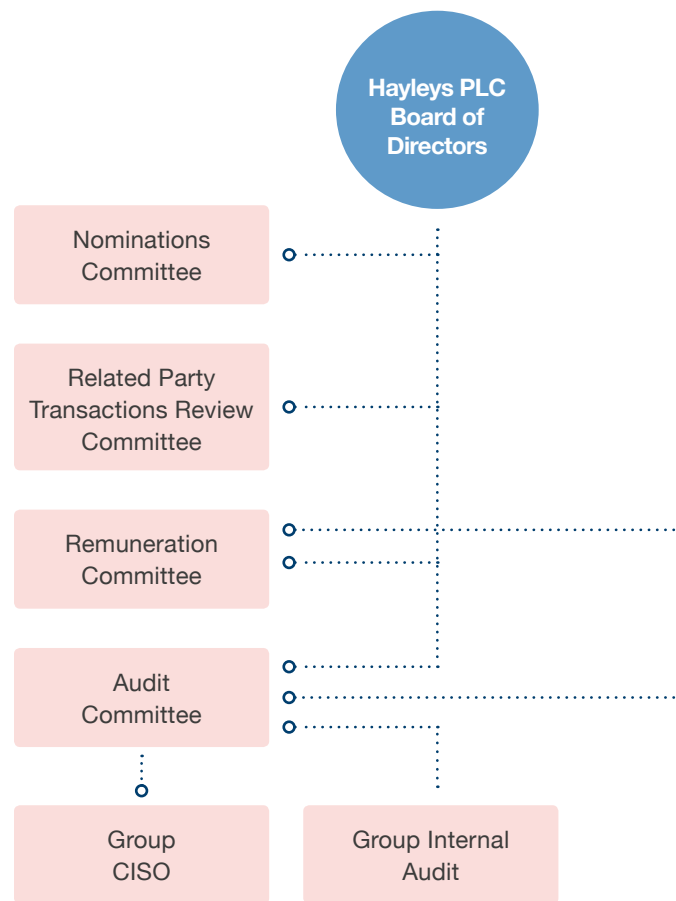 Hayleys PLC
Board of
Directors
Nominations
Committee
Related Party
Transactions Review
Committee
Remuneration
Committee
Audit
Committee
Group
CISO
Group Internal
Audit